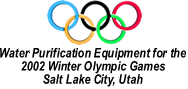 Water Purification Equipment for the
2002 Winter Olympic Games
Salt Lake City, Utah